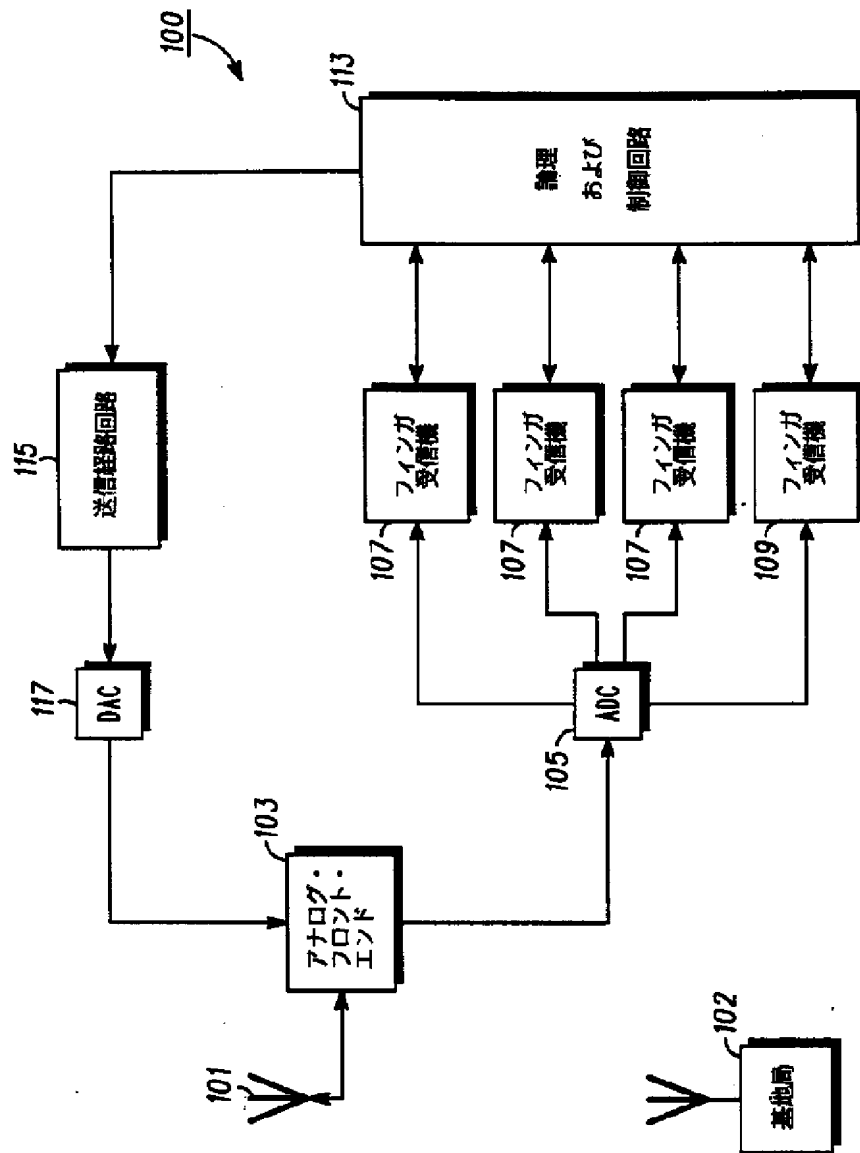 100
113
論理
および
制御回路
115
送信経路回路
117
DAC
103
アナログ・
フロント・
エンド
101
105
ADC
107
フィンガ
受信機
107
フィンガ
受信機
107
フィンガ
受信機
109
フィンガ
受信機
102
基地局